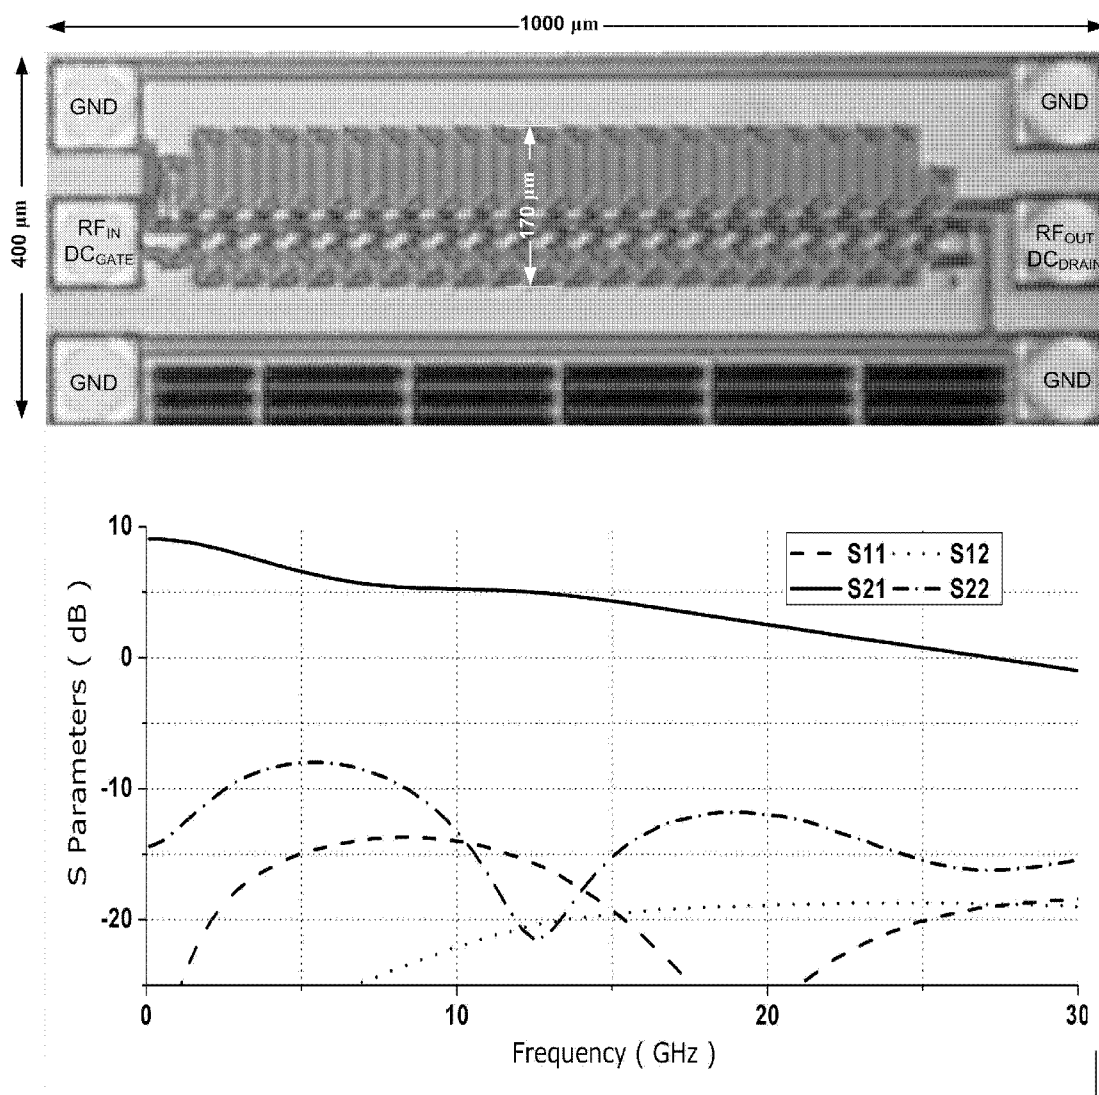 1000 µm
GND
GND
400 µm
170 µm
RFIN
DCGATE
RFOUT
DCDRAIN
GND
GND
S Parameters ( dB )
10
0
-10
-20
S11
S12
S21
S22
0
10
20
30
Frequency ( GHz )